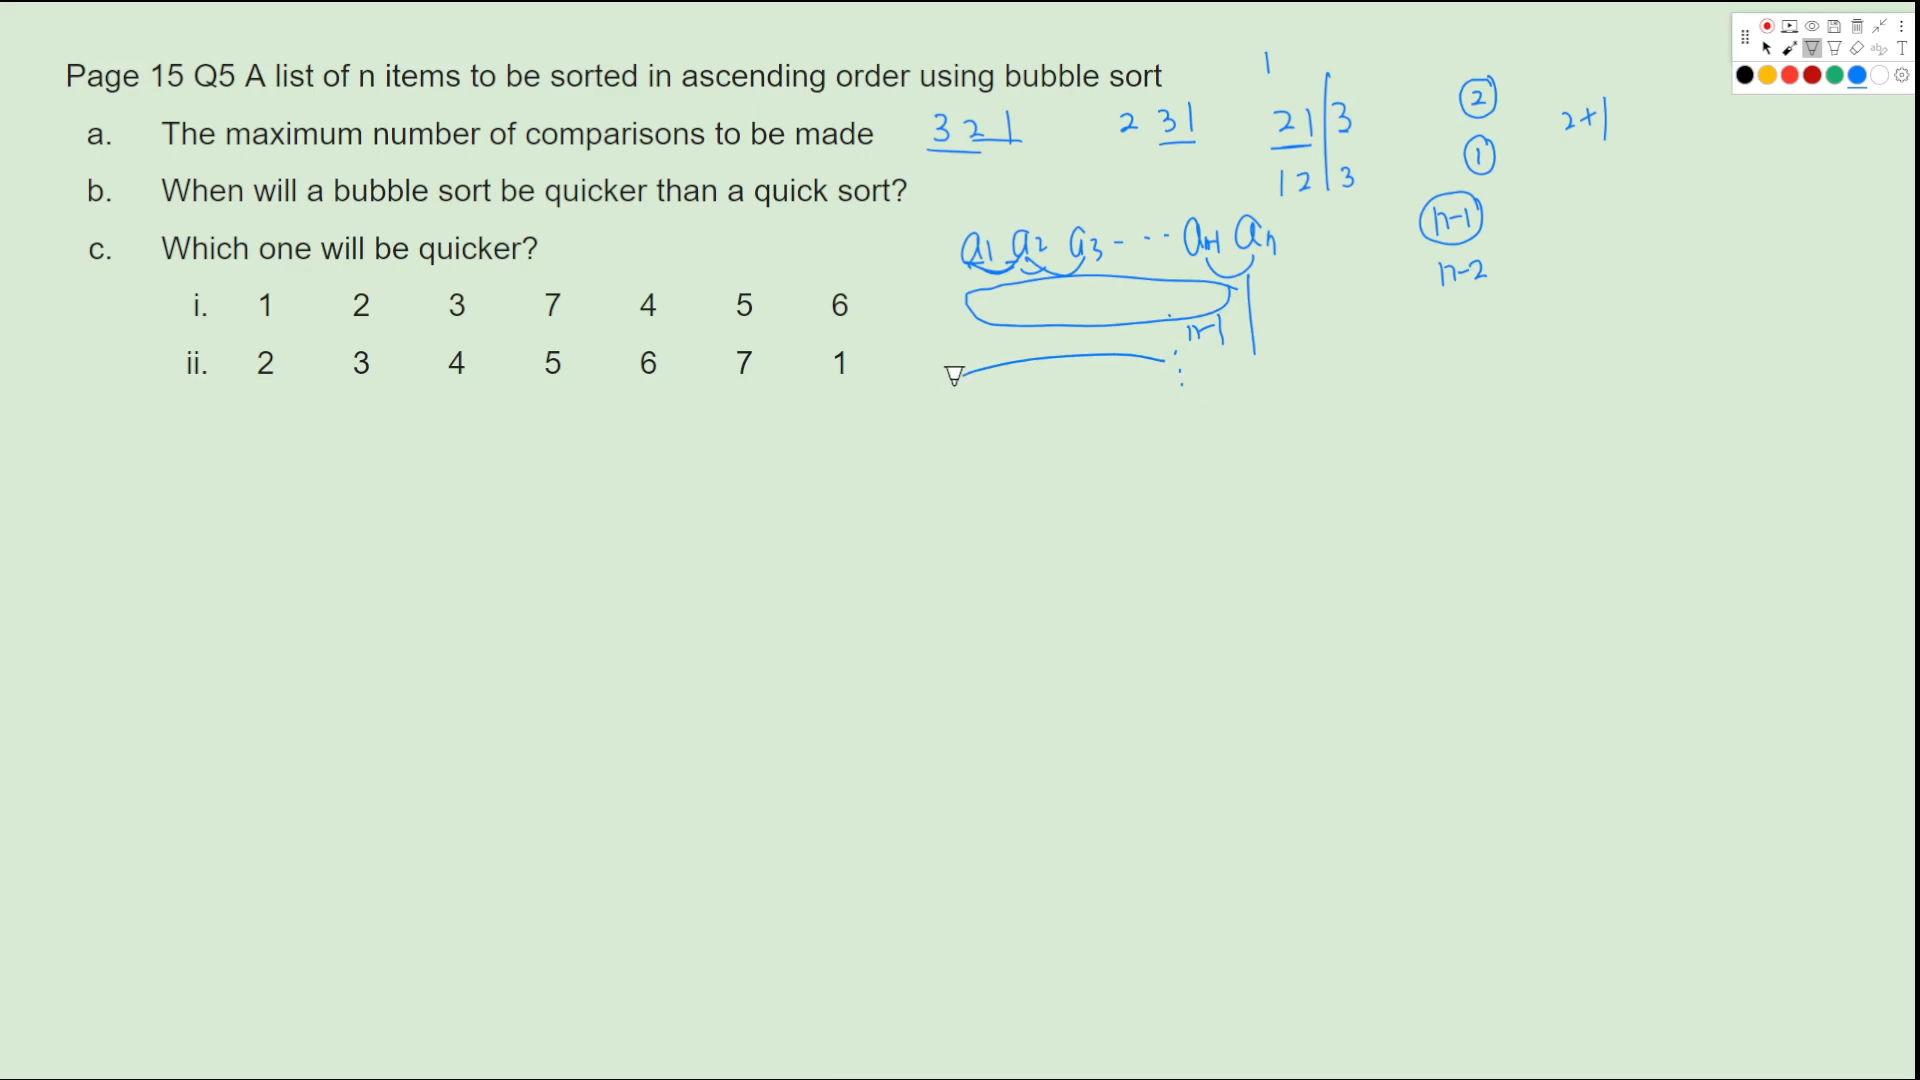 Page 15 Q5 A list of n items to be sorted in ascending order using bubble sort
1
a. The maximum number of comparisons to be made
3 2 1 2 3 1 2 1 3
1 2 3
2
1
2+1
b. When will a bubble sort be quicker than a quick sort?
n-1
c. Which one will be quicker?
a1 a2 a3 - - - - an-1 an
n-2
i. 1 2 3 7 4 5 6
n-1
ii. 2 3 4 5 6 7 1
ab
T